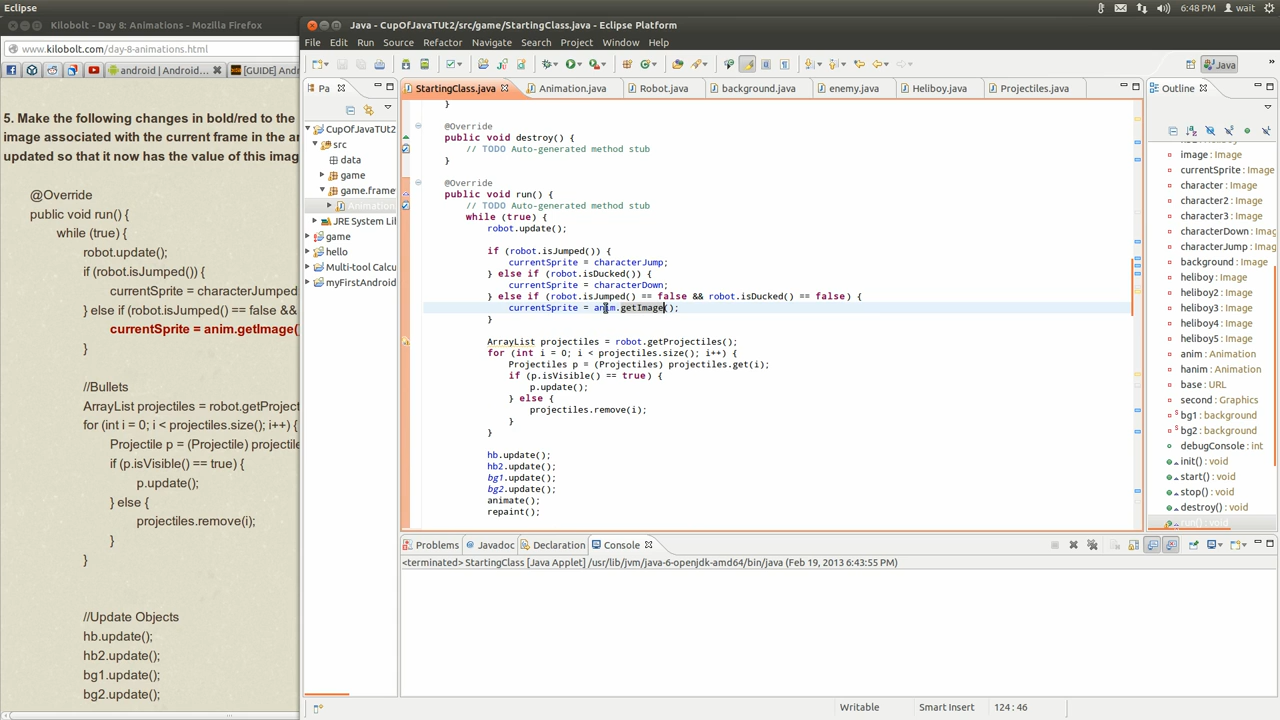 Eclipse
6:48 PM
wait
Kilobolt - Day 8: Animations - Mozilla Firefox
www.kilobolt.com/day-8-animations.html
android | Android...
[GUIDE] And
5. Make the following changes in bold/red to the
image associated with the current frame in the an
updated so that it now has the value of this imag
@Override
public void run() {
while (true) {
robot.update();
if (robot.isJumped()) {
currentSprite = characterJumped
} else if (robot.isJumped() == false &&
currentSprite = anim.getImage(
}
//Bullets
ArrayList projectiles = robot.getProject
for (int i = 0; i < projectiles.size(); i++) {
Projectile p = (Projectile) projectile
if (p.isVisible() == true) {
p.update();
} else {
projectiles.remove(i);
}
}
//Update Objects
hb.update();
hb2.update();
bg1.update();
bg2.update();
Java - CupOfJavaTUt2/src/game/StartingClass.java - Eclipse Platform
File Edit Run Source Refactor Navigate Search Project Window Help
Java
Pa
CupOfJavaTUt2
src
data
game
game.frame
Animation
JRE System Lib
game
hello
Multi-tool Calcu
myFirstAndroid
StartingClass.java Animation.java Robot.java background.java enemy.java Heliboy.java Projectiles.java
}
@Override
public void destroy() {
// TODO Auto-generated method stub
}
@Override
public void run() {
// TODO Auto-generated method stub
while (true) {
robot.update();
if (robot.isJumped()) {
currentSprite = characterJump;
} else if (robot.isDucked()) {
currentSprite = characterDown;
} else if (robot.isJumped() == false && robot.isDucked() == false) {
currentSprite = anim.getImage();
}
ArrayList projectiles = robot.getProjectiles();
for (int i = 0; i < projectiles.size(); i++) {
Projectiles p = (Projectiles) projectiles.get(i);
if (p.isVisible() == true) {
p.update();
} else {
projectiles.remove(i);
}
}
hb.update();
hb2.update();
bg1.update();
bg2.update();
animate();
repaint();
Outline
image : Image
currentSprite : Image
character : Image
character2 : Image
character3 : Image
characterDown : Image
characterJump : Image
background : Image
heliboy : Image
heliboy2 : Image
heliboy3 : Image
heliboy4 : Image
heliboy5 : Image
anim : Animation
hanim : Animation
base : URL
second : Graphics
bg1 : background
bg2 : background
debugConsole : int
init() : void
start() : void
stop() : void
destroy() : void
run() : void
Problems Javadoc Declaration Console
<terminated> StartingClass [Java Applet] /usr/lib/jvm/java-6-openjdk-amd64/bin/java (Feb 19, 2013 6:43:55 PM)
Writable Smart Insert 124 : 46